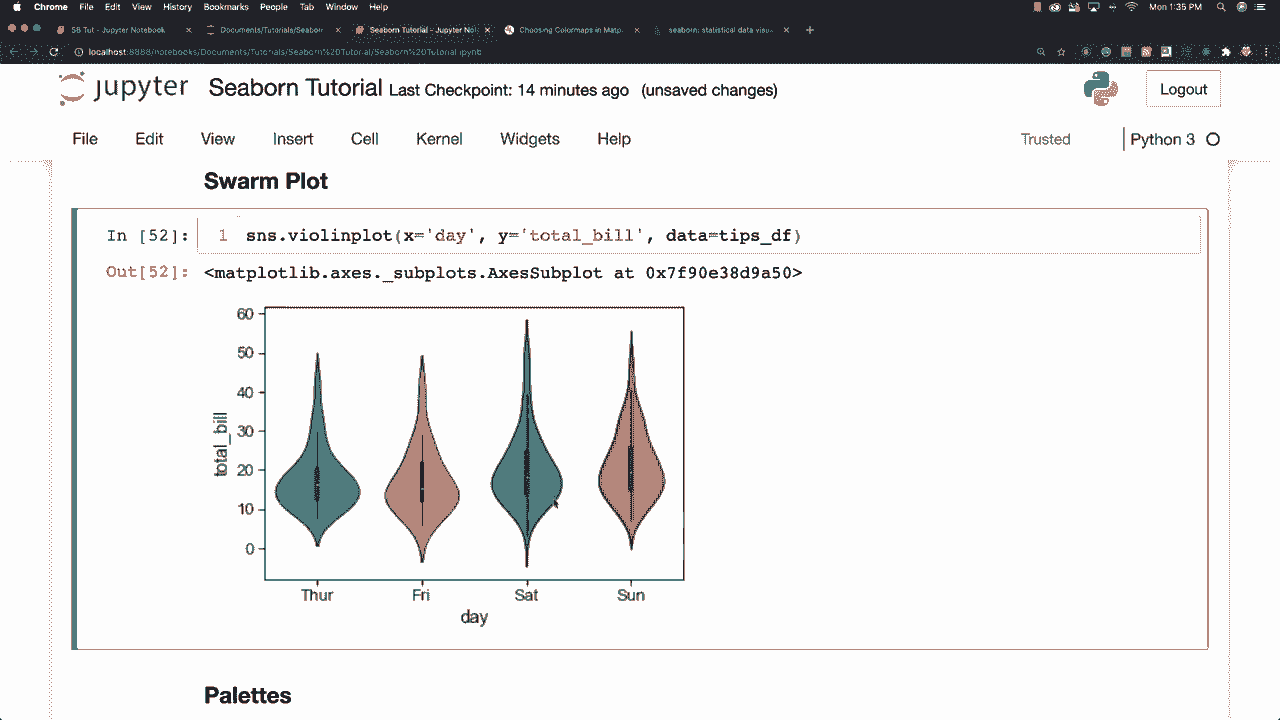 Chrome File Edit View History Bookmarks People Tab Window Help Mon 1:35 PM
58 Tut - Jupyter Notebook Documents/Tutorials/Seabor Seaborn Tutorial - Jupyter Not Choosing Colormaps in Matp seaborn: statistical data visu
localhost:8888/notebooks/Documents/Tutorials/Seaborn%20Tutorial/Seaborn%20Tutorial.ipynb
jupyter Seaborn Tutorial Last Checkpoint: 14 minutes ago (unsaved changes) Logout
File Edit View Insert Cell Kernel Widgets Help Trusted Python 3
Swarm Plot
In [52]: 1 sns.violinplot(x='day', y='total_bill', data=tips_df)
Out[52]: <matplotlib.axes._subplots.AxesSubplot at 0x7f90e38d9a50>
60
50
40
30
20
10
0
total_bill
Thur Fri Sat Sun
day
Palettes